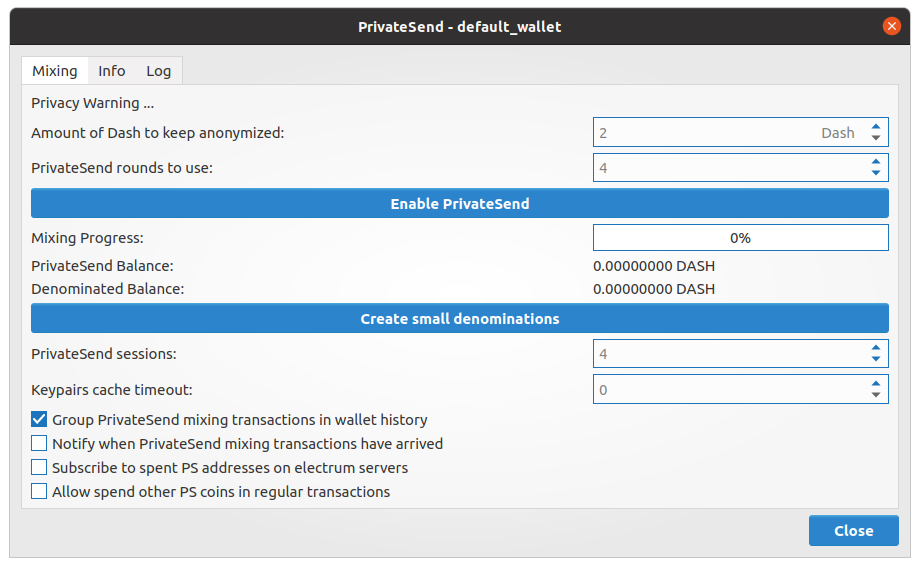 PrivateSend - default_wallet
Mixing Info Log
Privacy Warning ...
Amount of Dash to keep anonymized: 2 Dash
PrivateSend rounds to use: 4
Enable PrivateSend
Mixing Progress: 0%
PrivateSend Balance: 0.00000000 DASH
Denominated Balance: 0.00000000 DASH
Create small denominations
PrivateSend sessions: 4
Keypairs cache timeout: 0
Group PrivateSend mixing transactions in wallet history
Notify when PrivateSend mixing transactions have arrived
Subscribe to spent PS addresses on electrum servers
Allow spend other PS coins in regular transactions
Close